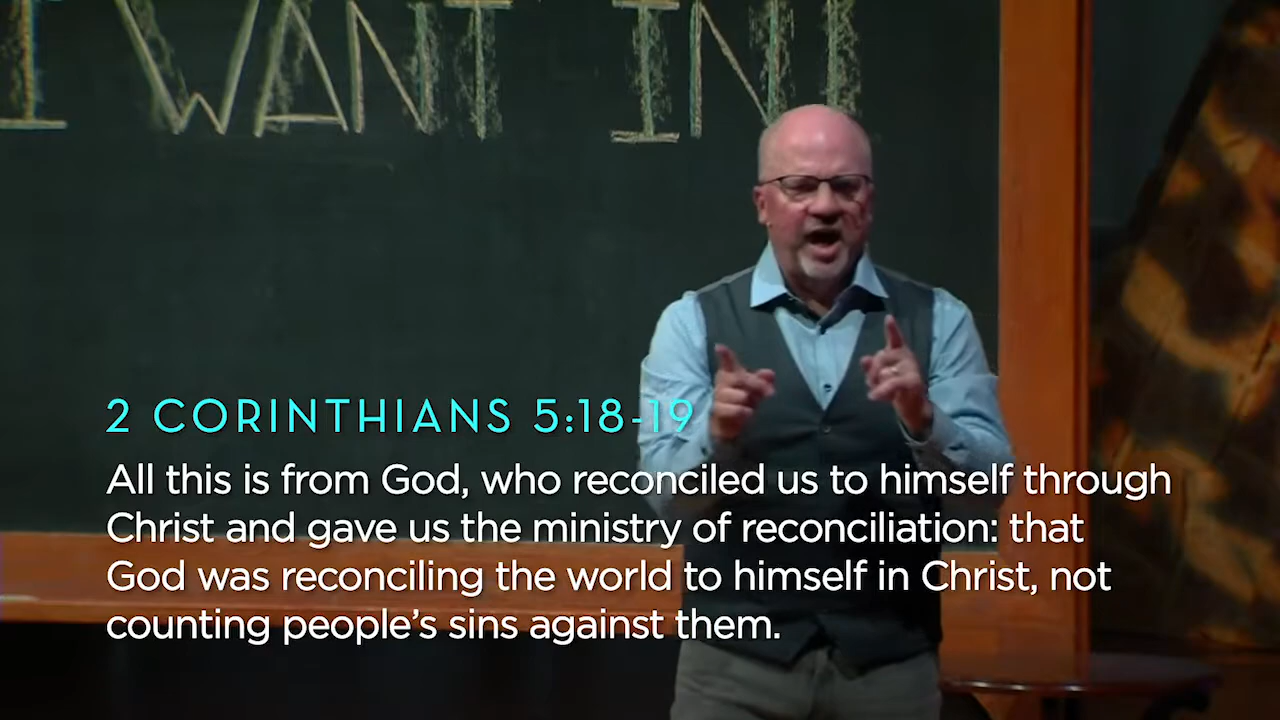 I WANT IN!
2 CORINTHIANS 5:18-19
All this is from God, who reconciled us to himself through
Christ and gave us the ministry of reconciliation: that
God was reconciling the world to himself in Christ, not
counting people’s sins against them.